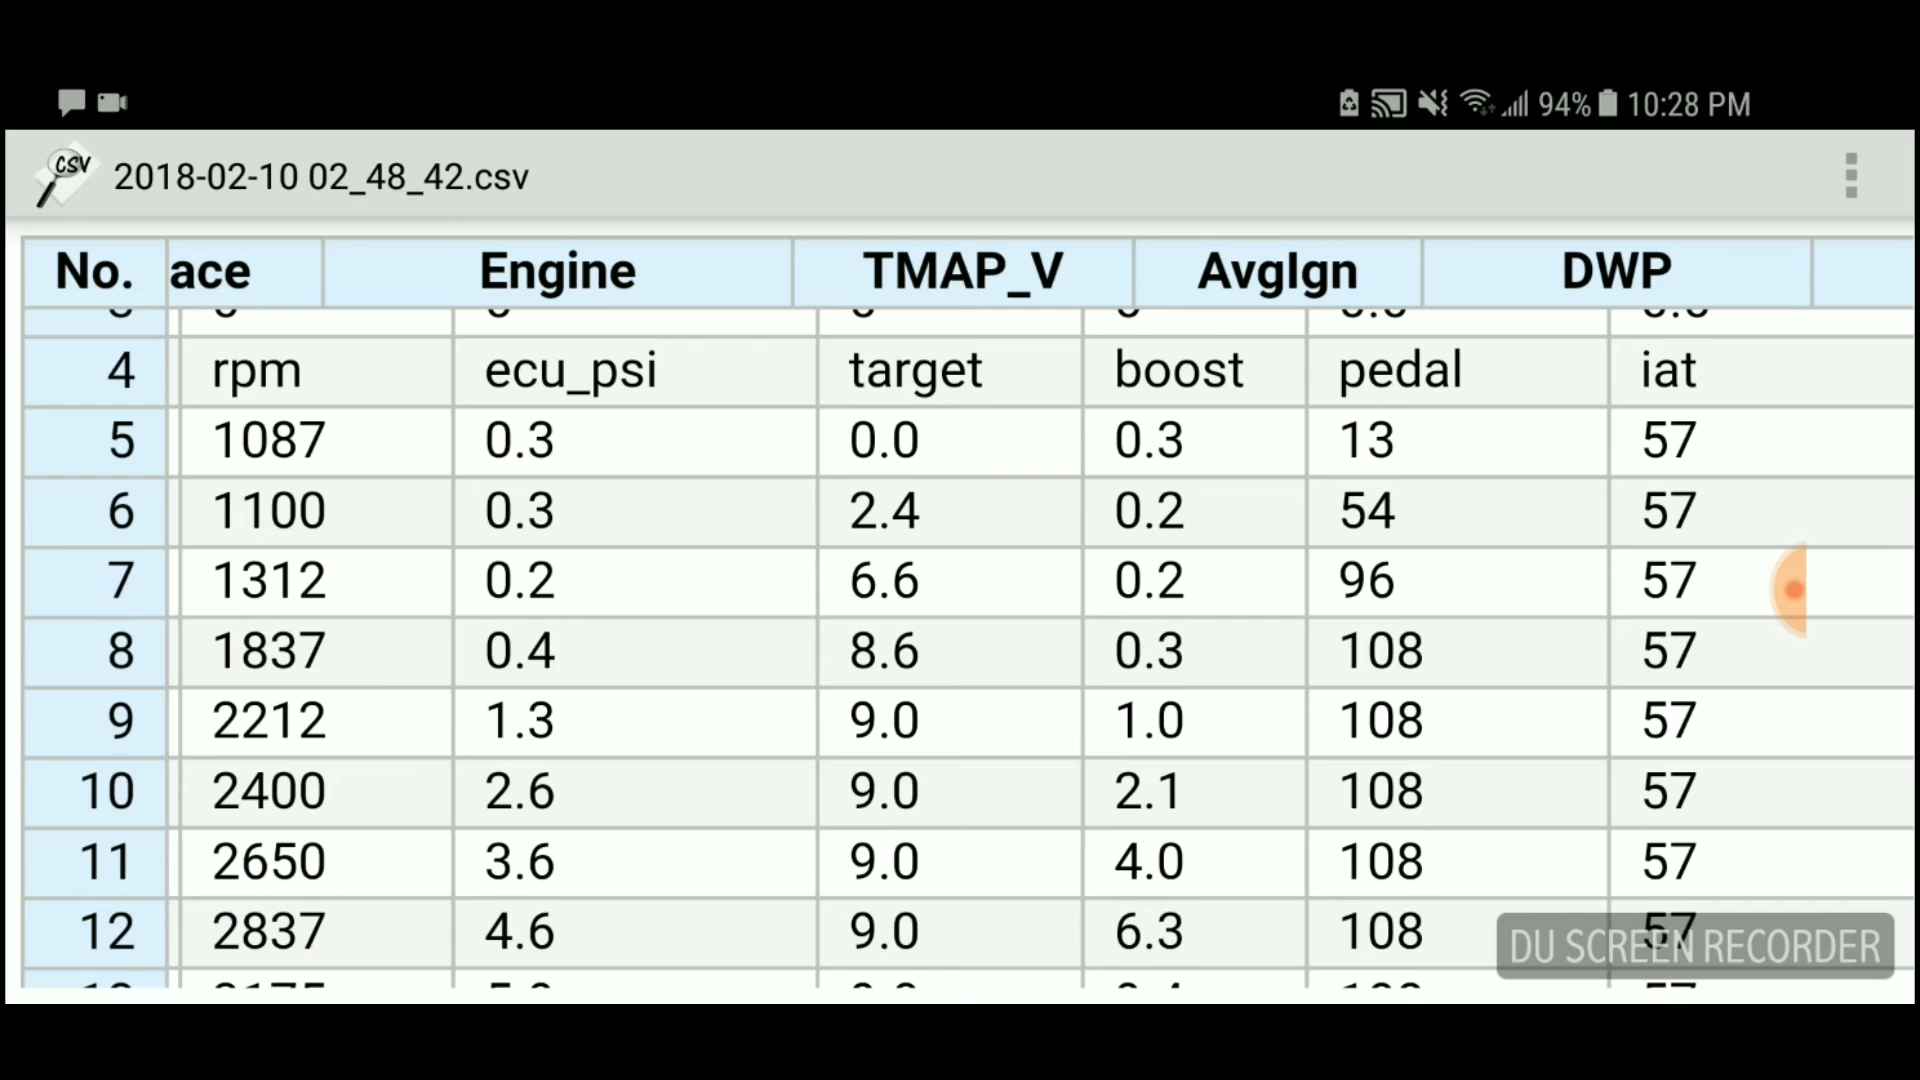 94% 10:28 PM
CSV 2018-02-10 02_48_42.csv
No. ace Engine TMAP_V AvgIgn DWP
4 rpm ecu_psi target boost pedal iat
5 1087 0.3 0.0 0.3 13 57
6 1100 0.3 2.4 0.2 54 57
7 1312 0.2 6.6 0.2 96 57
8 1837 0.4 8.6 0.3 108 57
9 2212 1.3 9.0 1.0 108 57
10 2400 2.6 9.0 2.1 108 57
11 2650 3.6 9.0 4.0 108 57
12 2837 4.6 9.0 6.3 108 57
DU SCREEN RECORDER